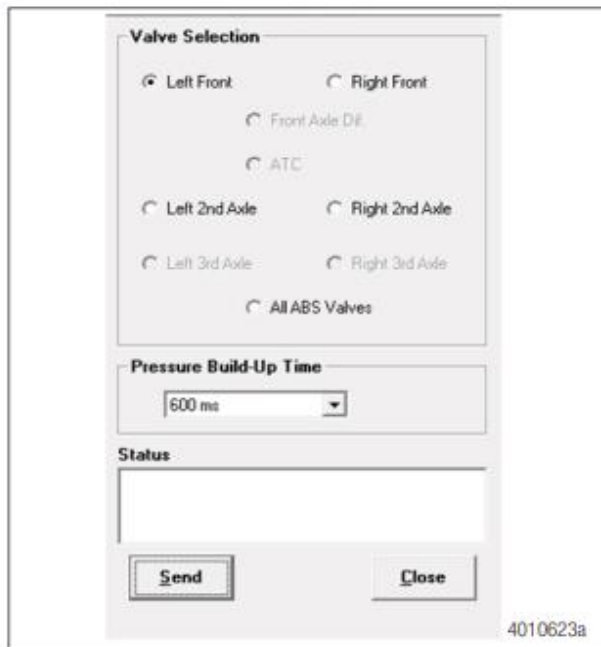 Valve Selection
Left Front Right Front
Front Axle Dif.
ATC
Left 2nd Axle Right 2nd Axle
Left 3rd Axle Right 3rd Axle
All ABS Valves
Pressure Build-Up Time
600 ms
Status
Send Close
4010623a